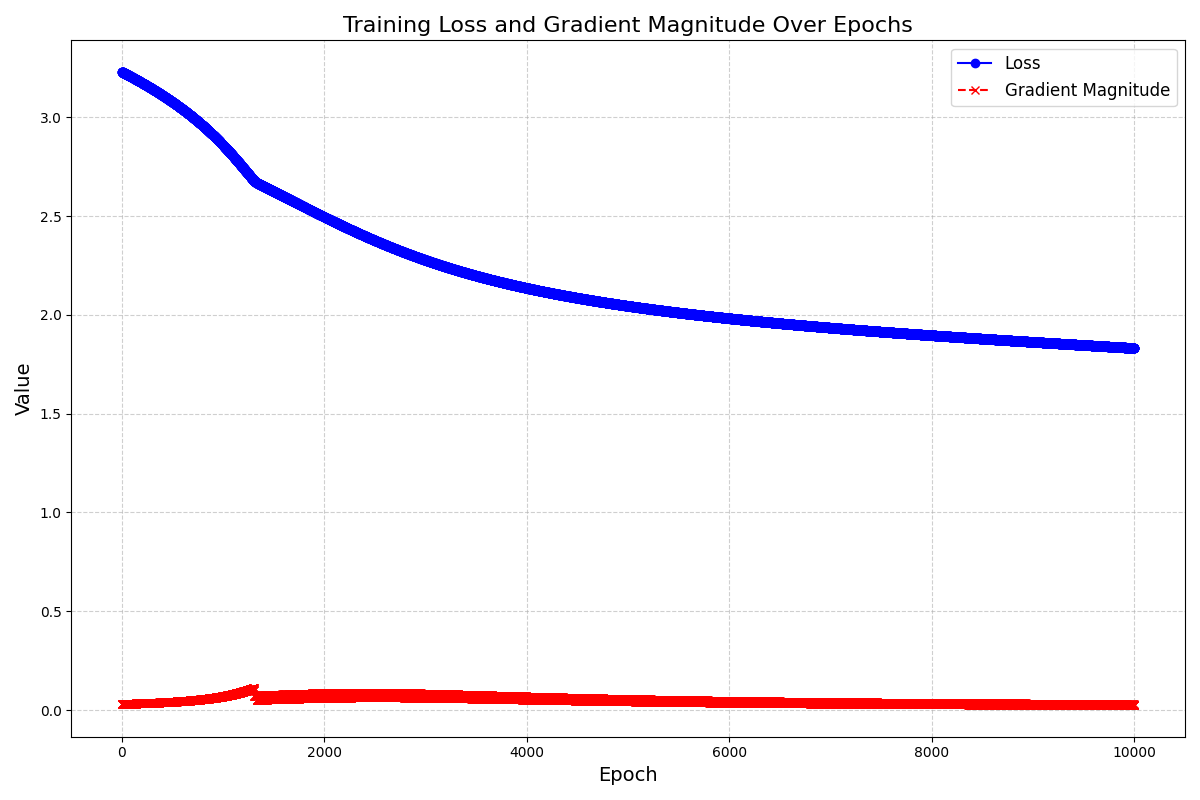 Training Loss and Gradient Magnitude Over Epochs
Loss
Gradient Magnitude
Value
3.0
2.5
2.0
1.5
1.0
0.5
0.0
0
2000
4000
6000
8000
10000
Epoch